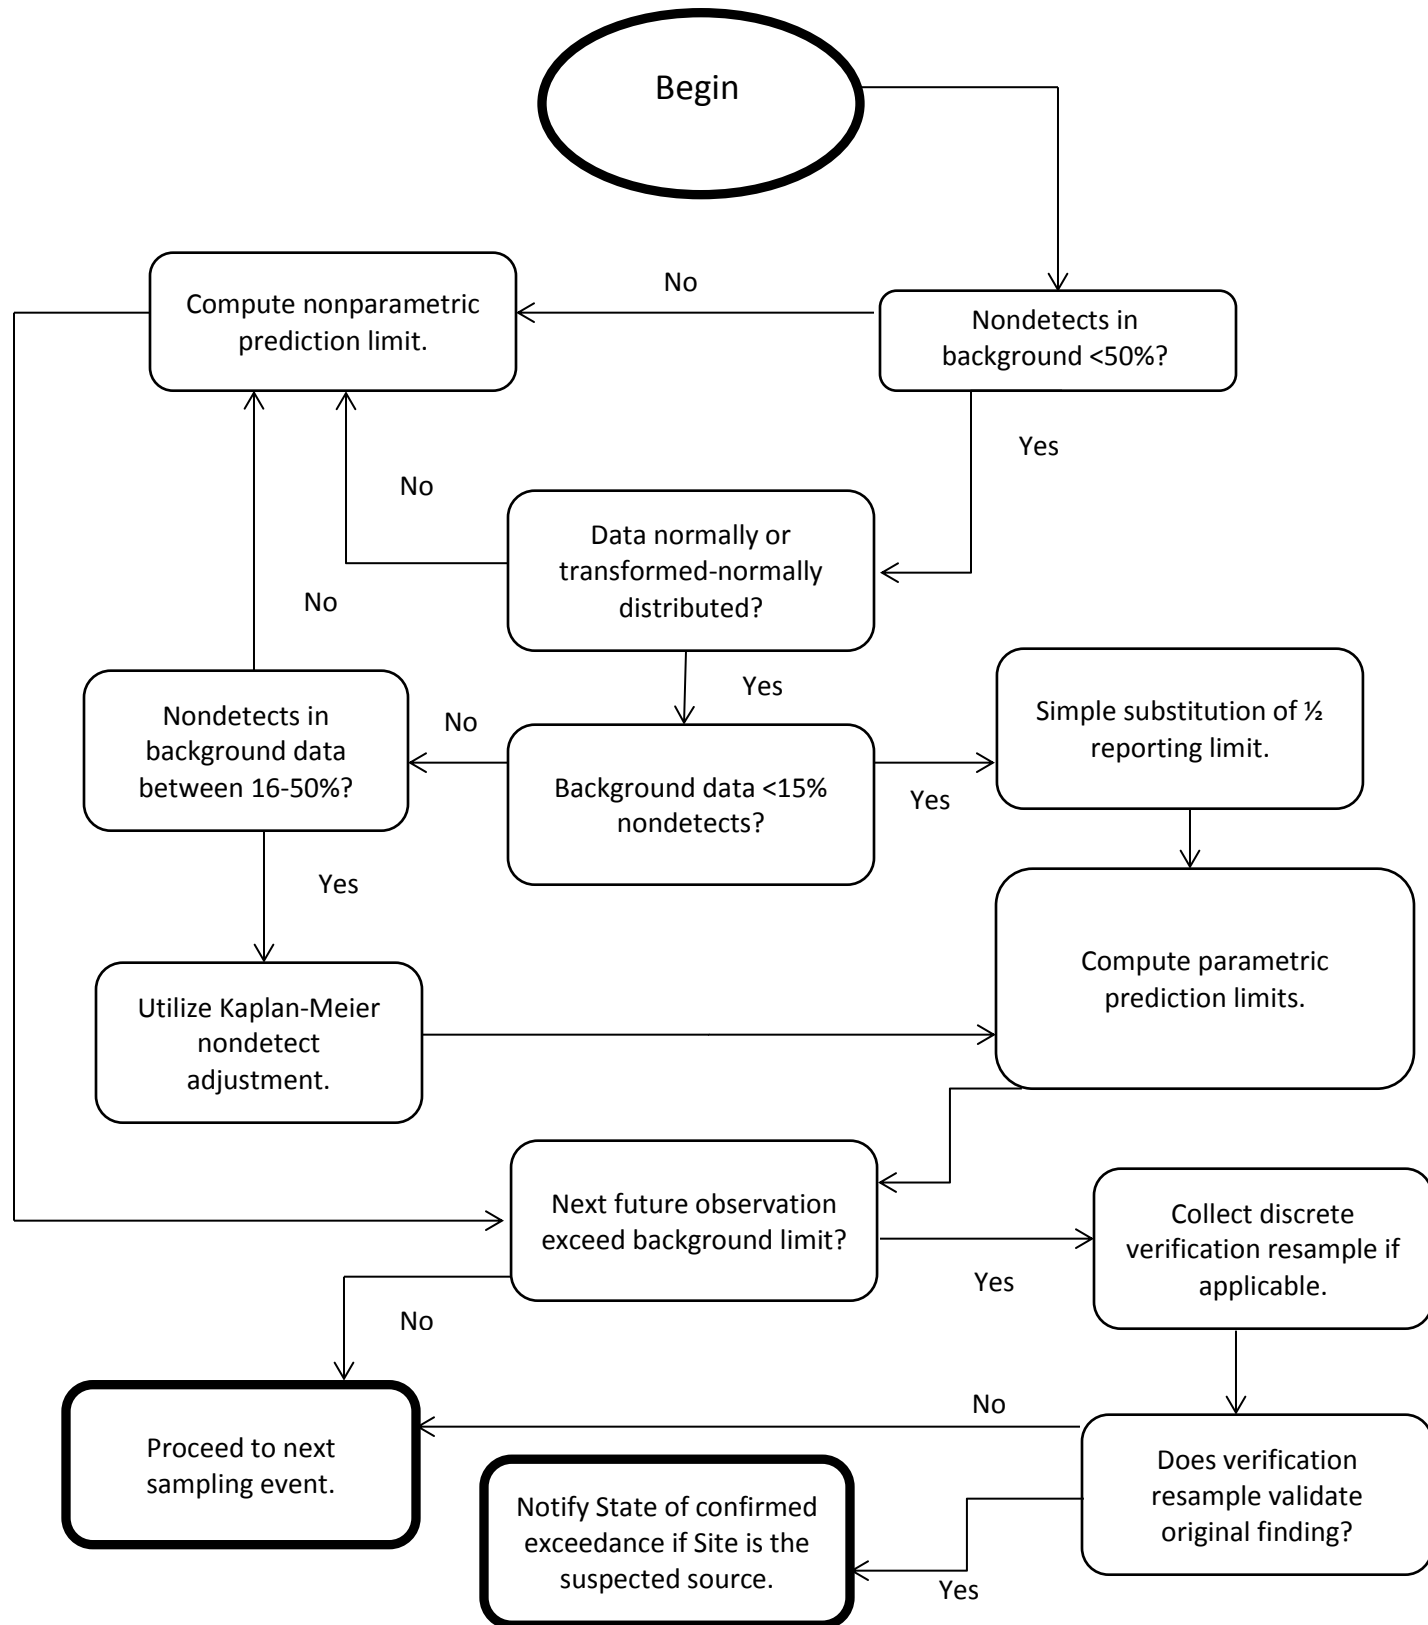 Begin
No
Compute nonparametric
prediction limit.
Nondetects in
background <50%?
Yes
No
Data normally or
transformed-normally
distributed?
No
Yes
Nondetects in
background data
between 16-50%?
No
Background data <15%
nondetects?
Yes
Simple substitution of ½
reporting limit.
Yes
Compute parametric
prediction limits.
Utilize Kaplan-Meier
nondetect
adjustment.
Next future observation
exceed background limit?
Yes
Collect discrete
verification resample if
applicable.
No
No
Proceed to next
sampling event.
Does verification
resample validate
original finding?
Notify State of confirmed
exceedance if Site is the
suspected source.
Yes